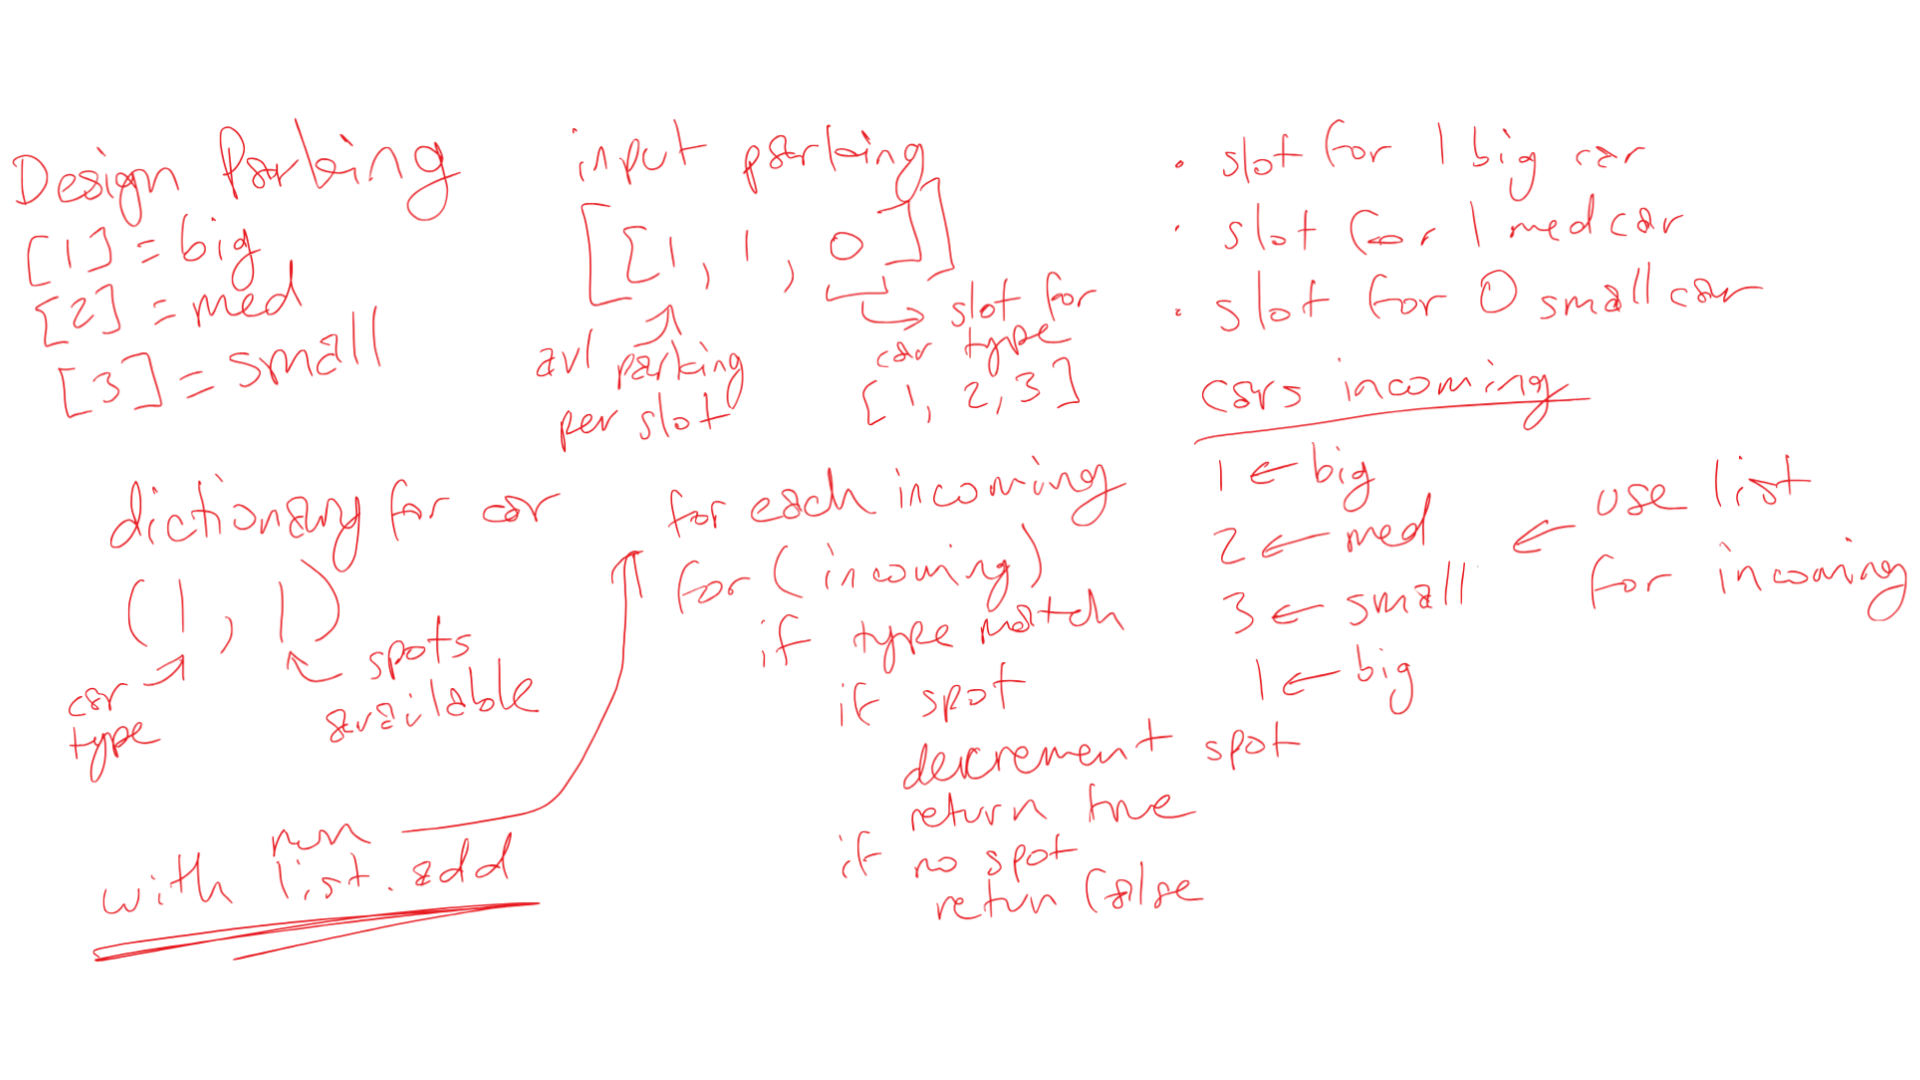 Design Parking
[1] = big
[2] = med
[3] = small
input parking
[[1, 1, 0]]
avl parking
per slot
slot for
car type
[1, 2, 3]
• slot for 1 big car
• slot for 1 med car
• slot for 0 small car
cars incoming
1 ← big
2 ← med
3 ← small
1 ← big
← use list
for incoming
dictionary for car
(1, 1)
car
type
spots
available
for each incoming
for (incoming)
if type match
if spot
decrement spot
return true
if no spot
return false
run
with list.add